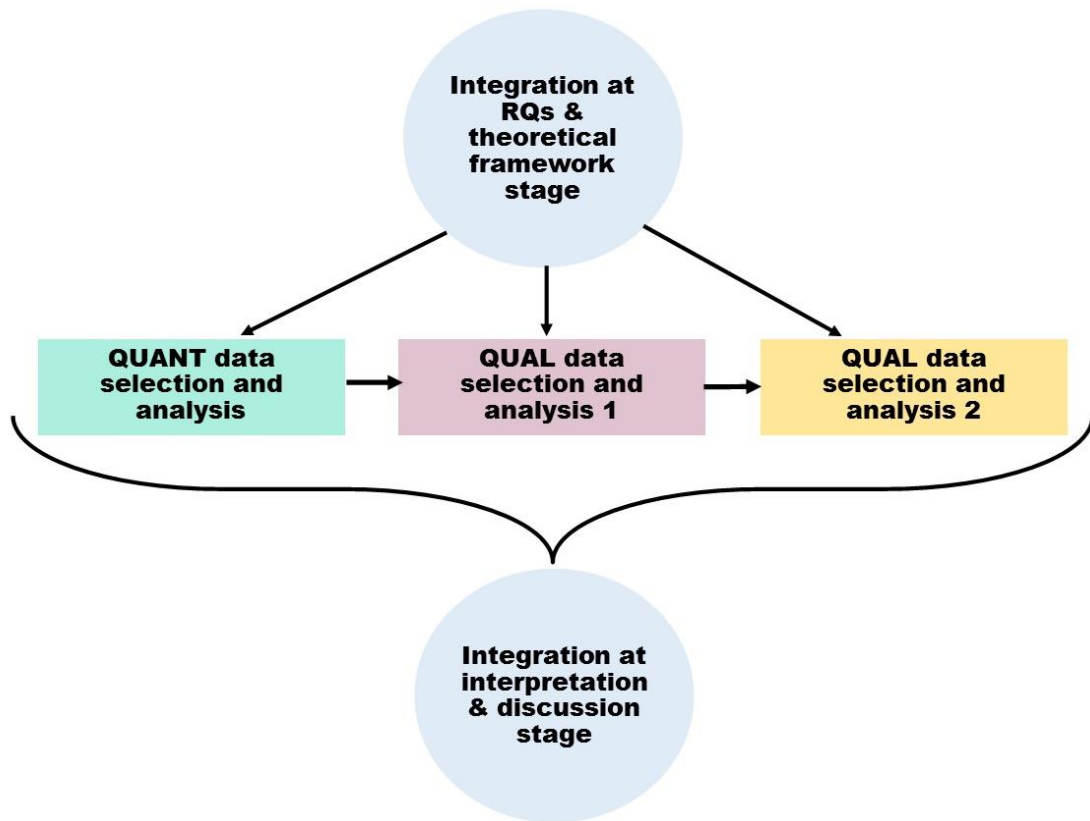 Integration at
RQs &
theoretical
framework
stage
QUANT data
selection and
analysis
QUAL data
selection and
analysis 1
QUAL data
selection and
analysis 2
Integration at
interpretation
& discussion
stage